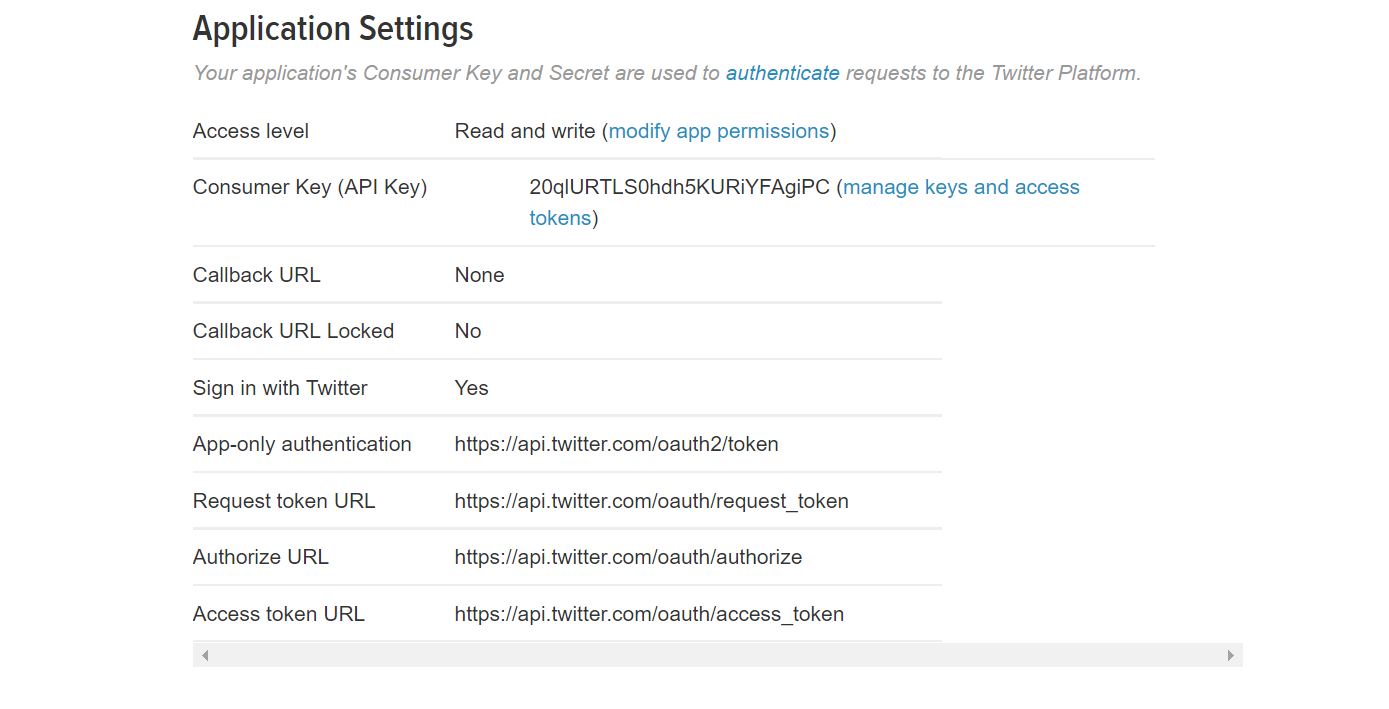 Application Settings
Your application's Consumer Key and Secret are used to authenticate requests to the Twitter Platform.
Access level Read and write (modify app permissions)
Consumer Key (API Key) 20qlURTLS0hdh5KURiYFAgiPC (manage keys and access
tokens)
Callback URL None
Callback URL Locked No
Sign in with Twitter Yes
App-only authentication https://api.twitter.com/oauth2/token
Request token URL https://api.twitter.com/oauth/request_token
Authorize URL https://api.twitter.com/oauth/authorize
Access token URL https://api.twitter.com/oauth/access_token